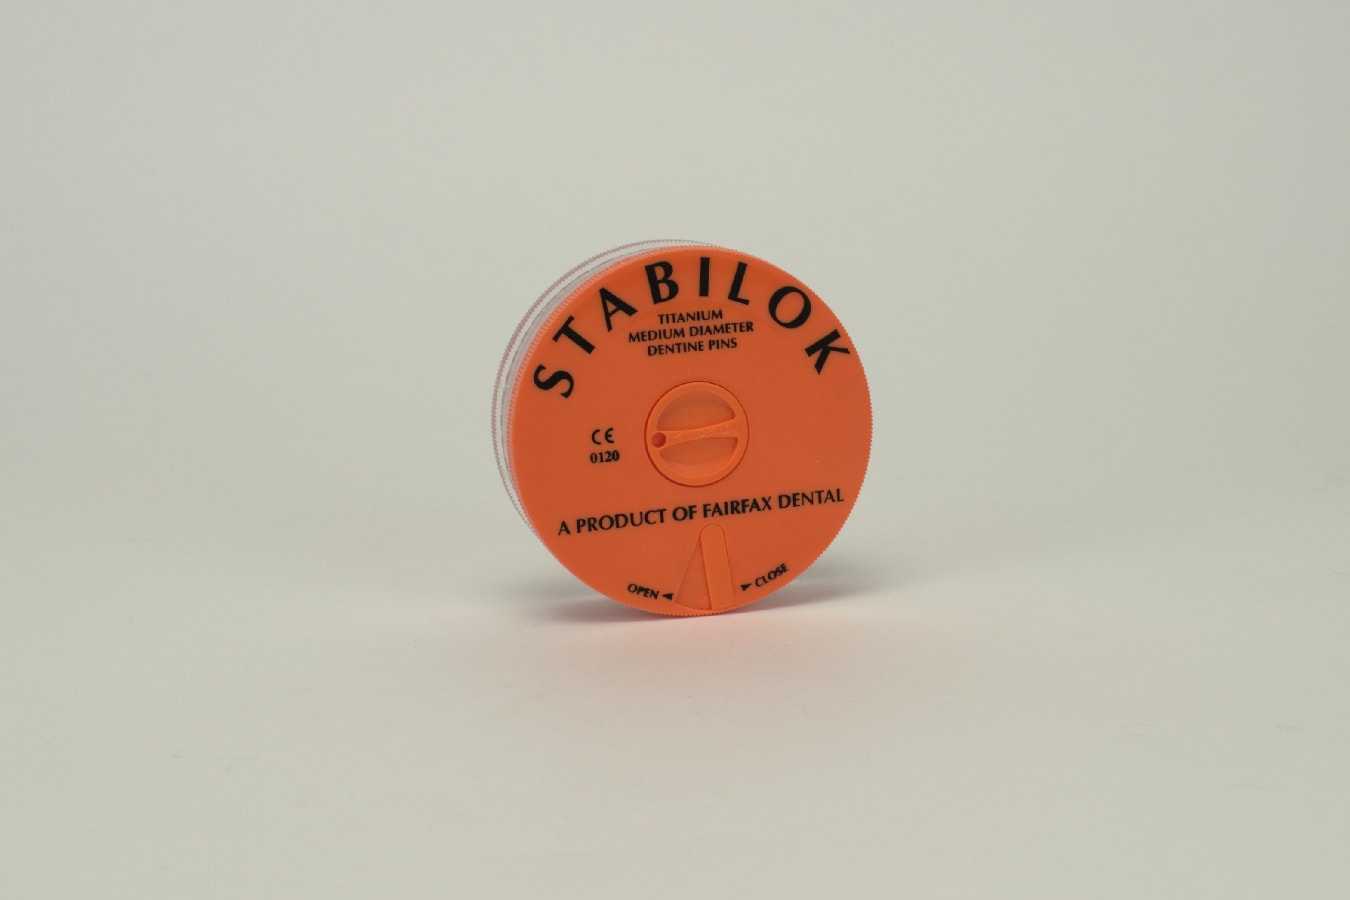 STABILOK
TITANIUM
MEDIUM DIAMETER
DENTINE PINS
CE
0120
A PRODUCT OF FAIRFAX DENTAL
OPEN ◄
► CLOSE